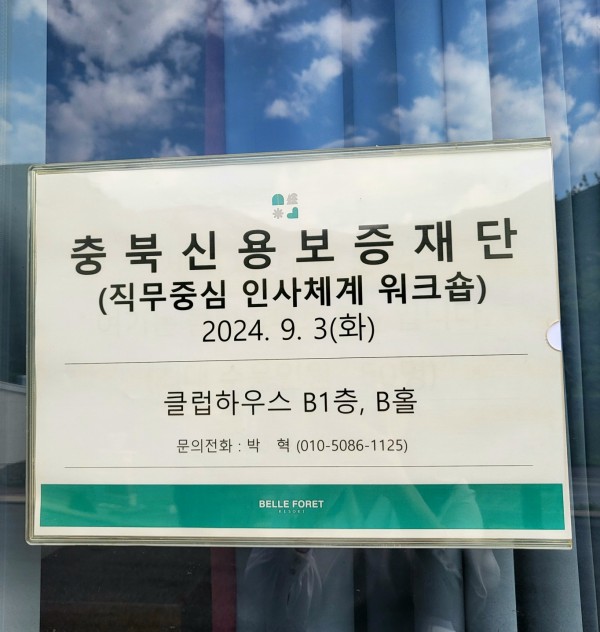 충북신용보증재단
(직무중심 인사체계 워크숍)
2024. 9. 3(화)
클럽하우스 B1층, B홀
문의전화 : 박 혁 (010-5086-1125)
BELLE FORET
RESORT